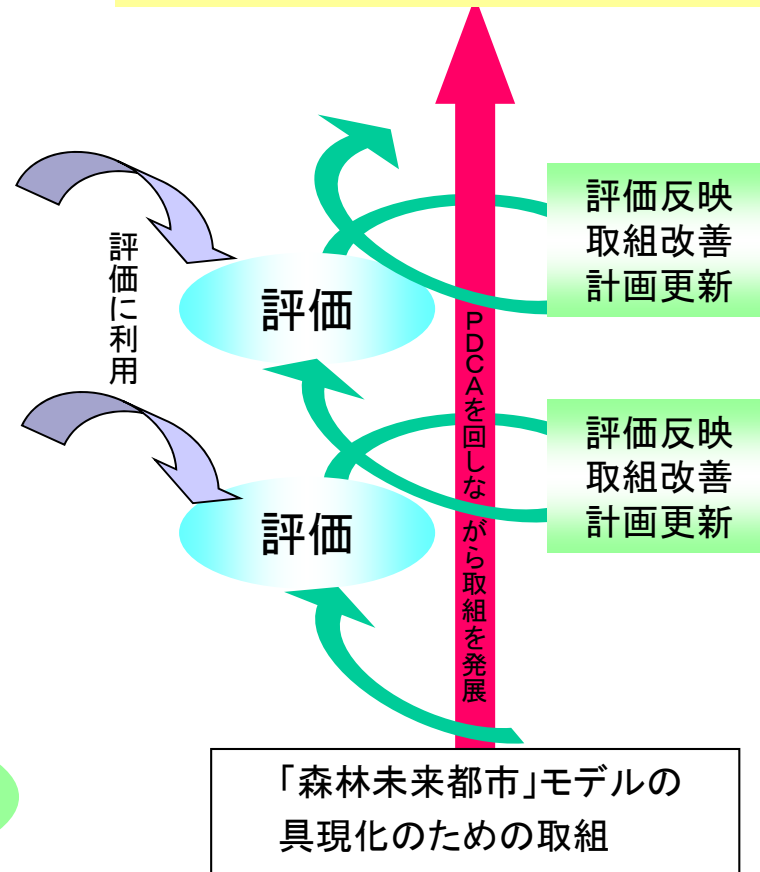 評価反映
取組改善
計画更新
評価に利用
評価
PDCAを回しながら取組を発展
評価反映
取組改善
計画更新
評価
「森林未来都市」モデルの
具現化のための取組